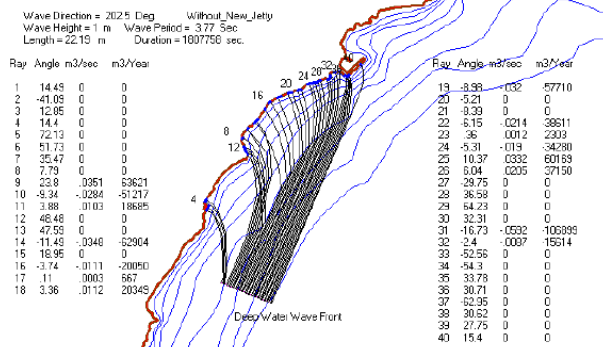 Wave Direction = 202.5 Deg Without_New_Jetty
Wave Height = 1 m Wave Period = 3.77 Sec
Length = 22.19 m Duration = 1807758 sec.
Ray Angle m3/sec m3/Year
1 14.49 0 0
2 -41.09 0 0
3 12.85 0 0
4 14.4 0 0
5 72.13 0 0
6 51.73 0 0
7 35.47 0 0
8 7.79 0 0
9 23.8 .0351 63621
10 -9.34 -.0284 -51217
11 3.88 .0103 18685
12 48.48 0 0
13 47.59 0 0
14 -11.49 -.0348 -62904
15 18.95 0 0
16 -3.74 -.0111 -20050
17 .11 .0003 667
18 3.36 .0112 20349
4
8
12
16
20
24
28
32
Deep Water Wave Front
Ray Angle m3/sec m3/Year
19 -8.98 -.032 -57710
20 -5.21 0 0
21 -9.39 0 0
22 -6.15 -.0214 -38611
23 .36 .0012 2303
24 -5.31 -.019 -34280
25 10.37 .0332 60169
26 6.04 .0205 37150
27 -29.75 0 0
28 36.58 0 0
29 64.23 0 0
30 32.31 0 0
31 -16.73 -.0592 -106899
32 -2.4 -.0087 -15614
33 -52.56 0 0
34 -54.3 0 0
35 33.78 0 0
36 30.71 0 0
37 -62.95 0 0
38 30.62 0 0
39 27.75 0 0
40 15.4 0 0